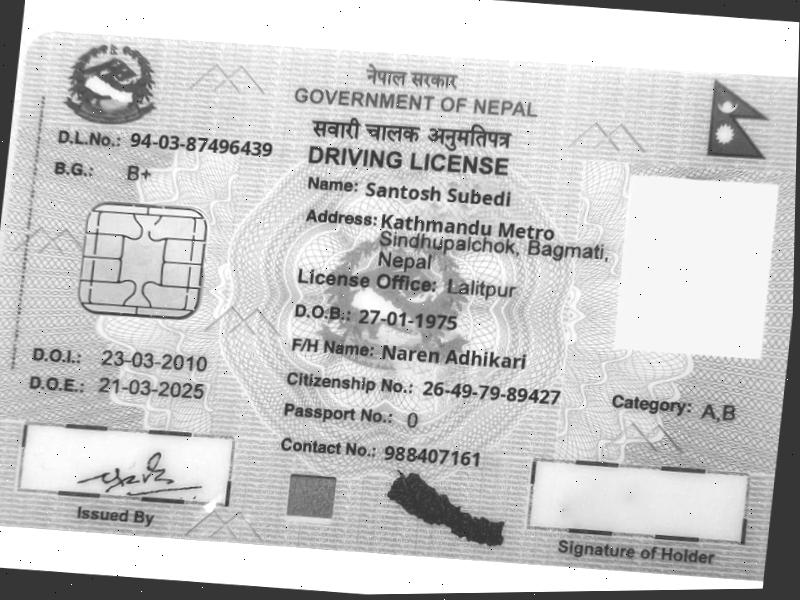 नेपाल सरकार
GOVERNMENT OF NEPAL
सवारी चालक अनुमतिपत्र
DRIVING LICENSE
D.L.No.: 94-03-87496439
B.G.: B+
Name: Santosh Subedi
Address: Kathmandu Metro
Sindhupalchok, Bagmati,
Nepal
License Office: Lalitpur
D.O.B.: 27-01-1975
F/H Name: Naren Adhikari
D.O.I.: 23-03-2010
D.O.E.: 21-03-2025
Citizenship No.: 26-49-79-89427
Category: A,B
Passport No.: 0
Contact No.: 988407161
Issued By
Signature of Holder